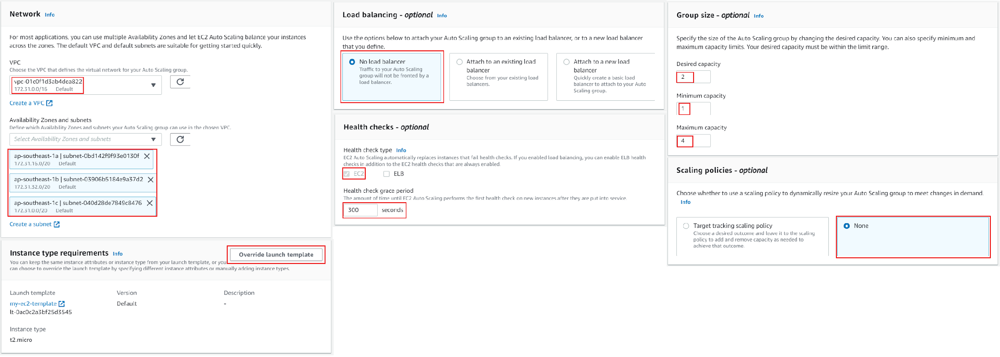 Network Info
For most applications, you can use multiple Availability Zones and let EC2 Auto Scaling balance your instances
across the zones. The default VPC and default subnets are suitable for getting started quickly.
VPC
Choose the VPC that defines the virtual network for your Auto Scaling group.
vpc-01c0f1d3ab4dea822
172.31.0.0/16 Default
Create a VPC
Availability Zones and subnets
Define which Availability Zones and subnets your Auto Scaling group can use in the chosen VPC.
Select Availability Zones and subnets
ap-southeast-1a | subnet-0bd142f9f93e0130f
172.31.16.0/20 Default
ap-southeast-1b | subnet-03906b5184e9a37d2
172.31.32.0/20 Default
ap-southeast-1c | subnet-040d28de7849c8476
172.31.0.0/20 Default
Create a subnet
Instance type requirements Info
Override launch template
You can keep the same instance attributes or instance type from your launch template, or you
can choose to override the launch template by specifying different instance attributes or manually adding instance types.
Launch template
my-ec2-template
lt-0ac0c2a3bf25d3545
Version
Default
Description
-
Instance type
t2.micro
Load balancing - optional Info
Use the options below to attach your Auto Scaling group to an existing load balancer, or to a new load balancer
that you define.
No load balancer
Traffic to your Auto Scaling
group will not be fronted by a
load balancer.
Attach to an existing load
balancer
Choose from your existing load
balancers.
Attach to a new load
balancer
Quickly create a basic load
balancer to attach to your Auto
Scaling group.
Health checks - optional
Health check type Info
EC2 Auto Scaling automatically replaces instances that fail health checks. If you enabled load balancing, you can enable ELB health
checks in addition to the EC2 health checks that are always enabled.
EC2 ELB
Health check grace period
The amount of time until EC2 Auto Scaling performs the first health check on new instances after they are put into service.
300 seconds
Group size - optional Info
Specify the size of the Auto Scaling group by changing the desired capacity. You can also specify minimum and
maximum capacity limits. Your desired capacity must be within the limit range.
Desired capacity
2
Minimum capacity
1
Maximum capacity
4
Scaling policies - optional
Choose whether to use a scaling policy to dynamically resize your Auto Scaling group to meet changes in demand.
Info
Target tracking scaling policy
Choose a desired outcome and leave it to the scaling
policy to add and remove capacity as needed to
achieve that outcome.
None